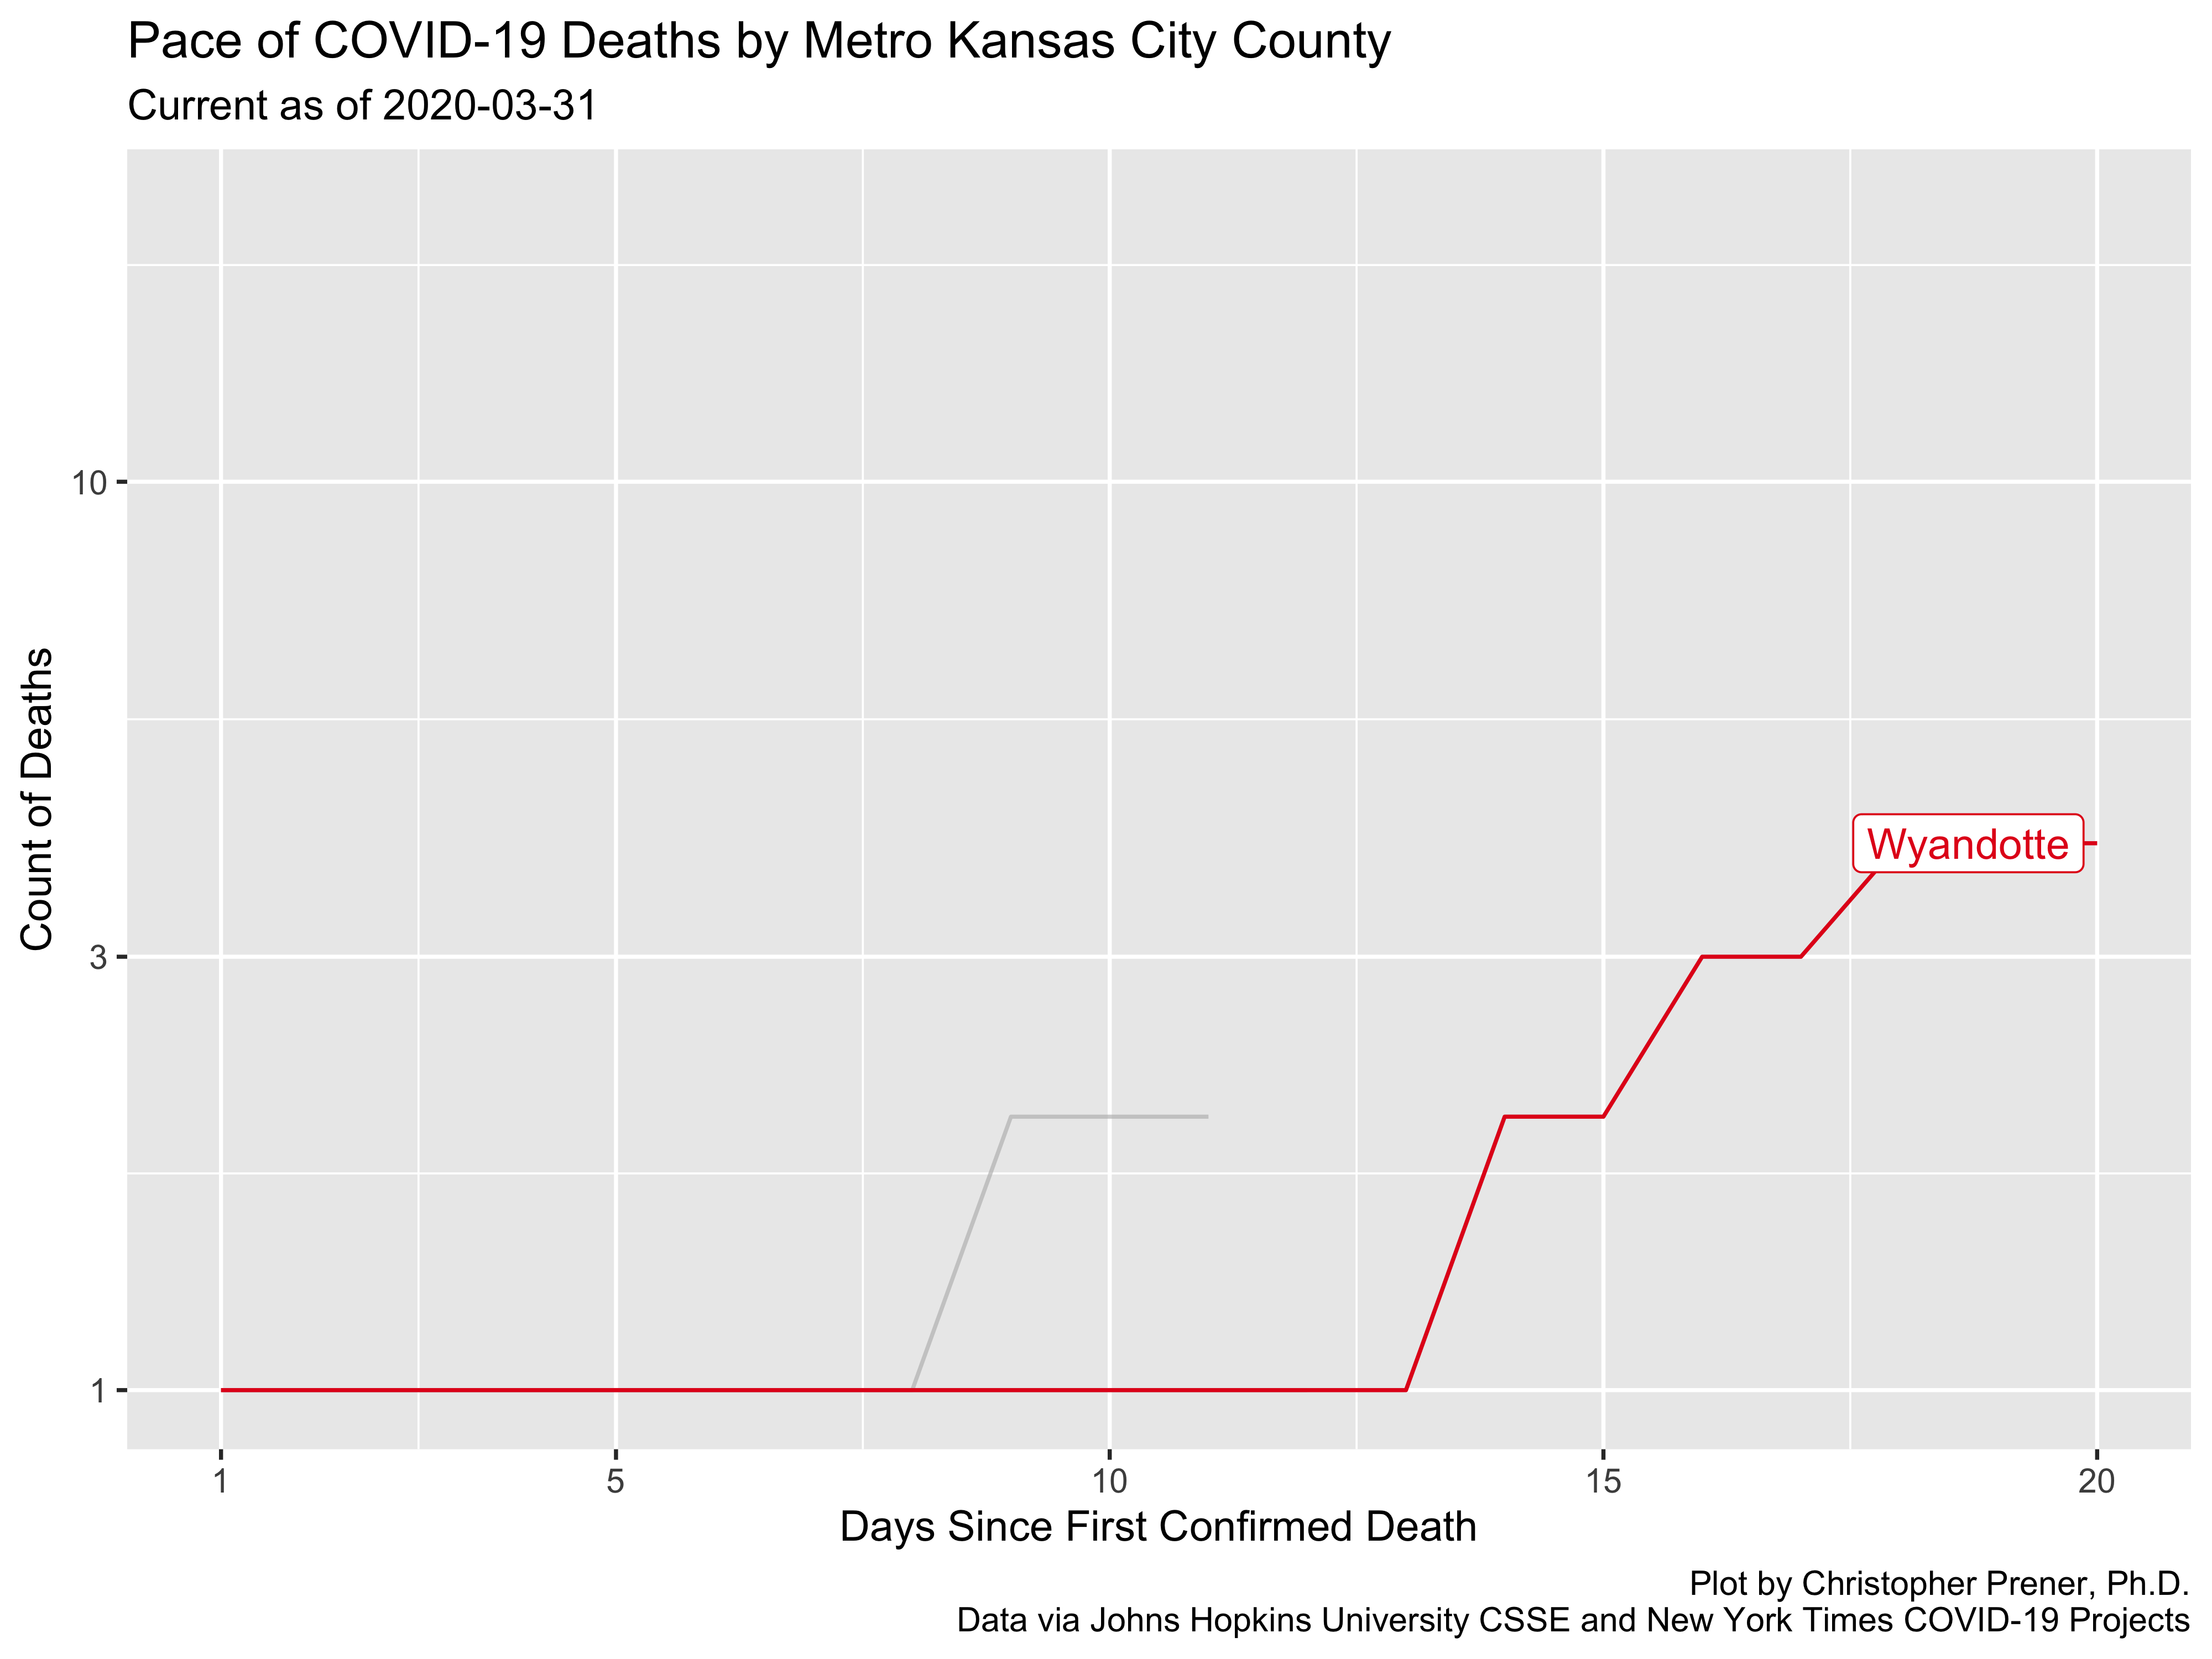 Pace of COVID-19 Deaths by Metro Kansas City County
Current as of 2020-03-31
Count of Deaths
10
3
1
Wyandotte
1
5
10
15
20
Days Since First Confirmed Death
Plot by Christopher Prener, Ph.D.
Data via Johns Hopkins University CSSE and New York Times COVID-19 Projects